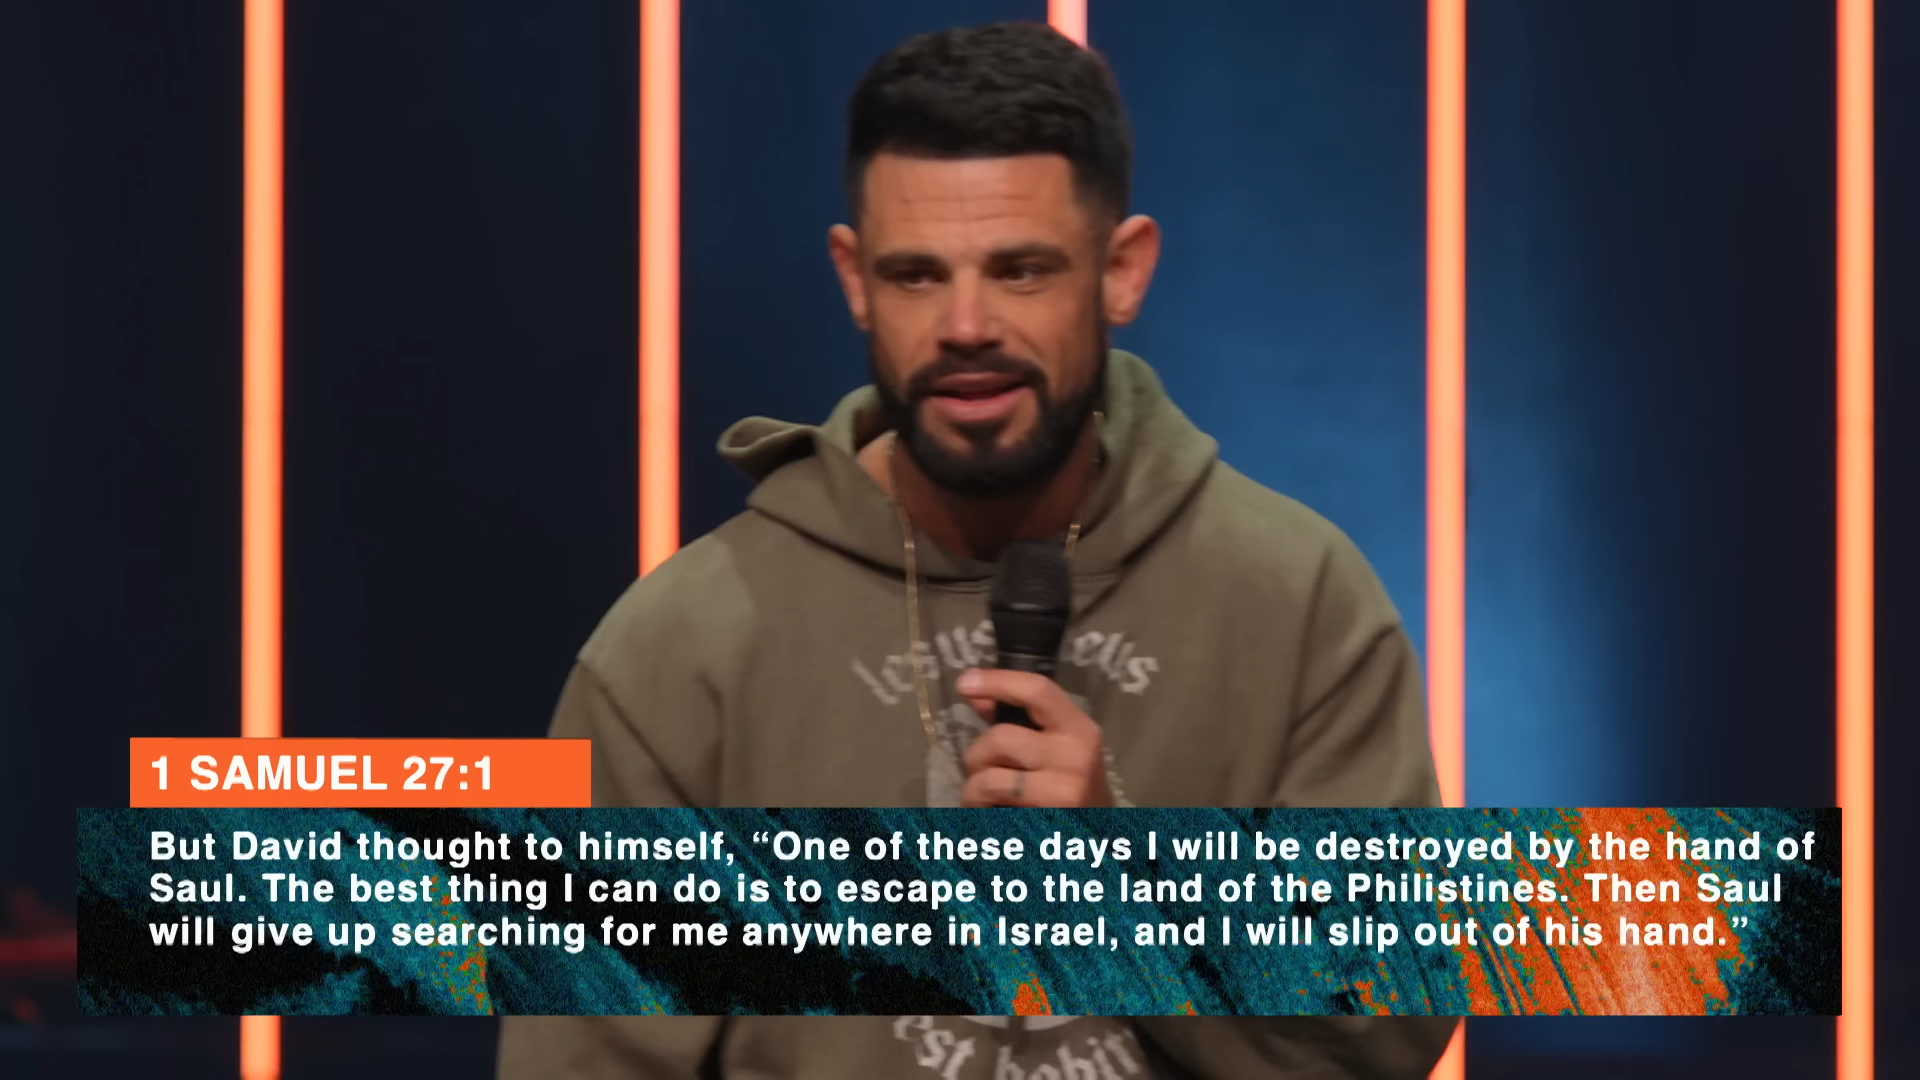 Jesus
1 SAMUEL 27:1
But David thought to himself, “One of these days I will be destroyed by the hand of
Saul. The best thing I can do is to escape to the land of the Philistines. Then Saul
will give up searching for me anywhere in Israel, and I will slip out of his hand.”